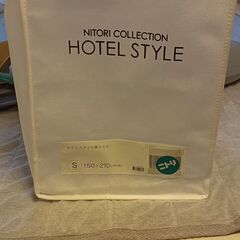 NITORI COLLECTION
HOTEL STYLE
S
150×210
ニトリ